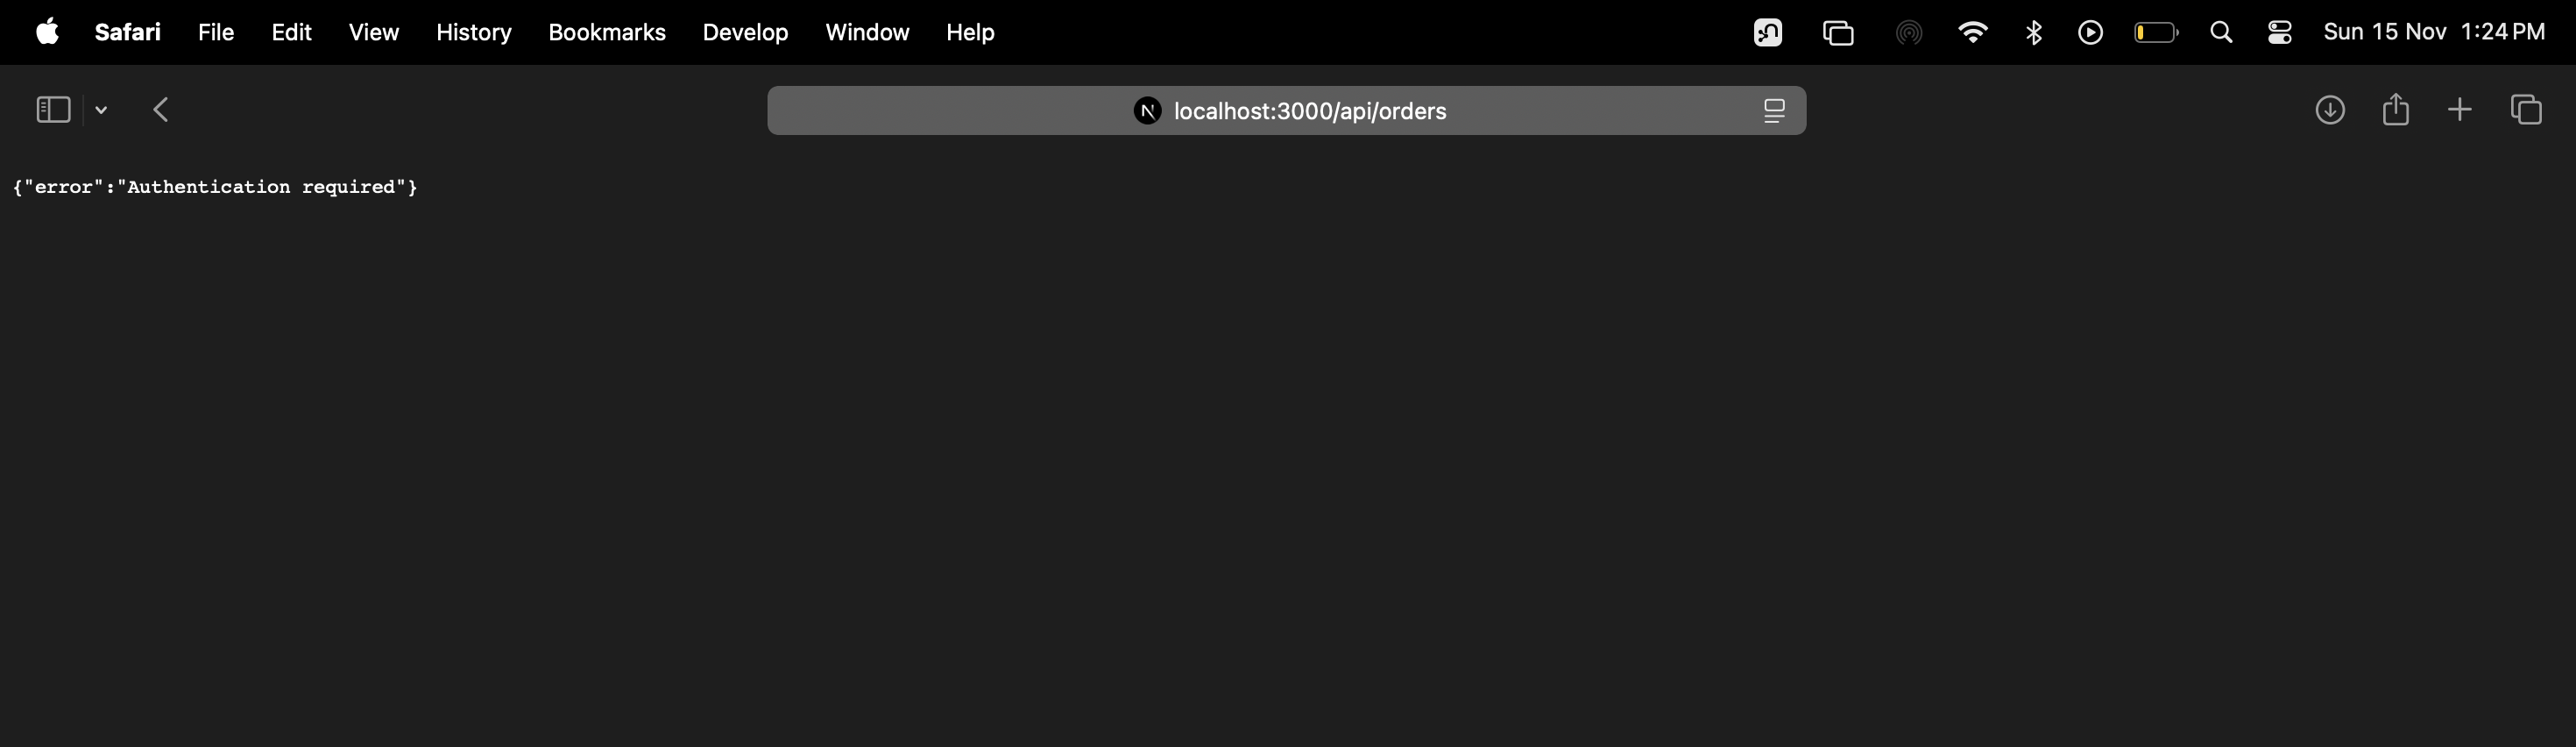 Safari File Edit View History Bookmarks Develop Window Help Sun 15 Nov 1:24 PM
localhost:3000/api/orders
{"error":"Authentication required"}